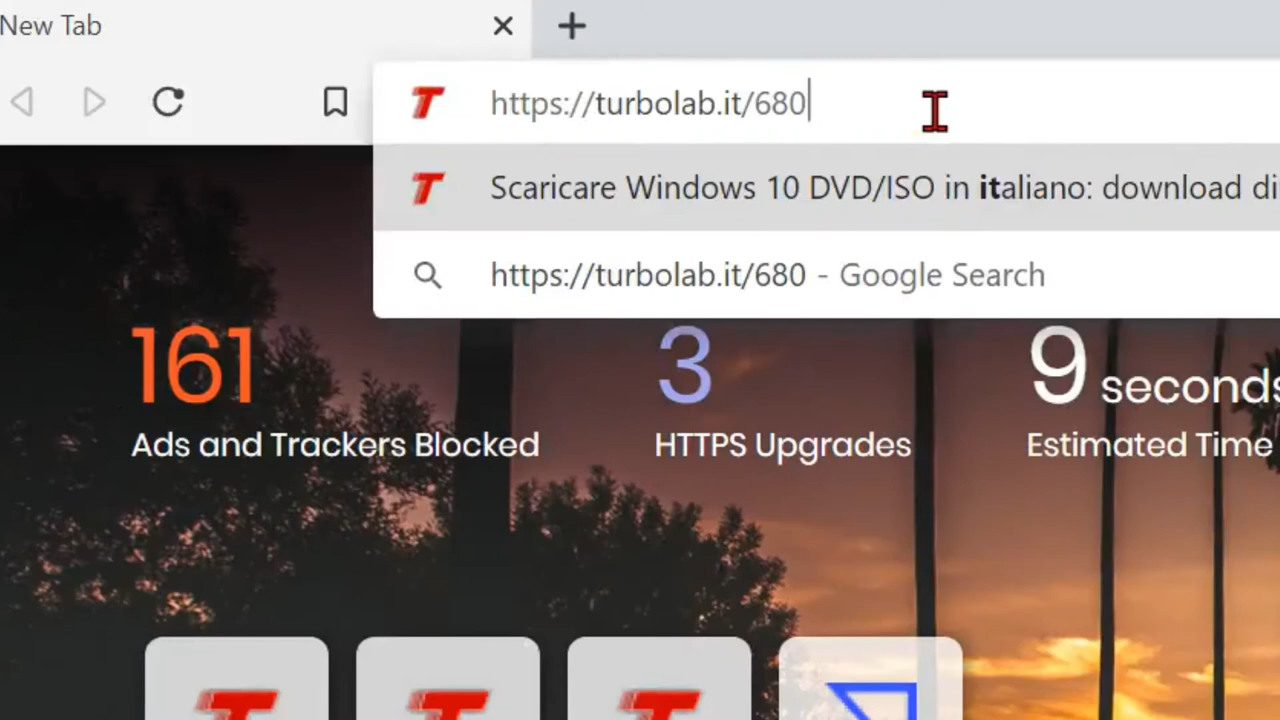 New Tab
https://turbolab.it/680
Scaricare Windows 10 DVD/ISO in italiano: download di
https://turbolab.it/680 - Google Search
161
3
9 seconds
Ads and Trackers Blocked
HTTPS Upgrades
Estimated Time